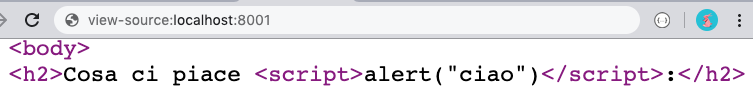 view-source:localhost:8001
<body>
<h2>Cosa ci piace <script>alert("ciao")</script>:</h2>